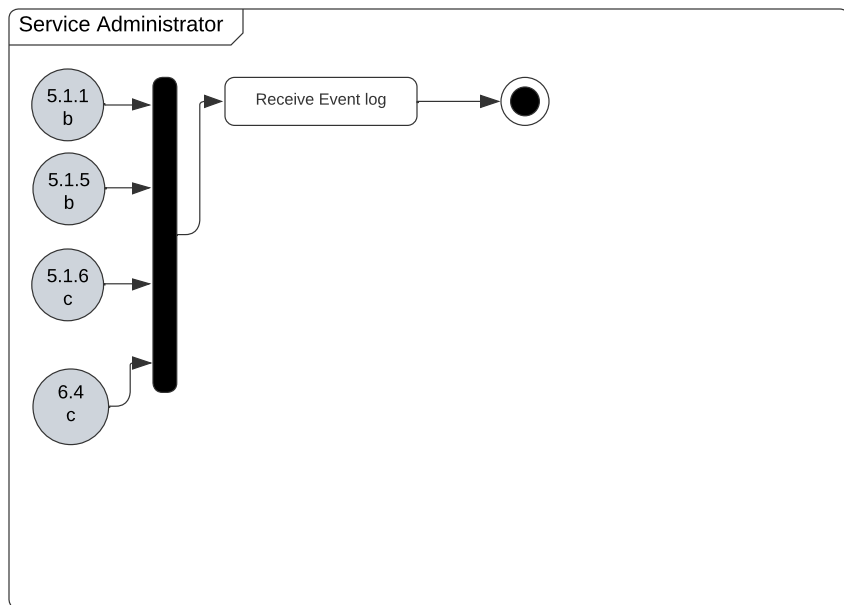 Service Administrator
5.1.1
b
Receive Event log
5.1.5
b
5.1.6
c
6.4
c